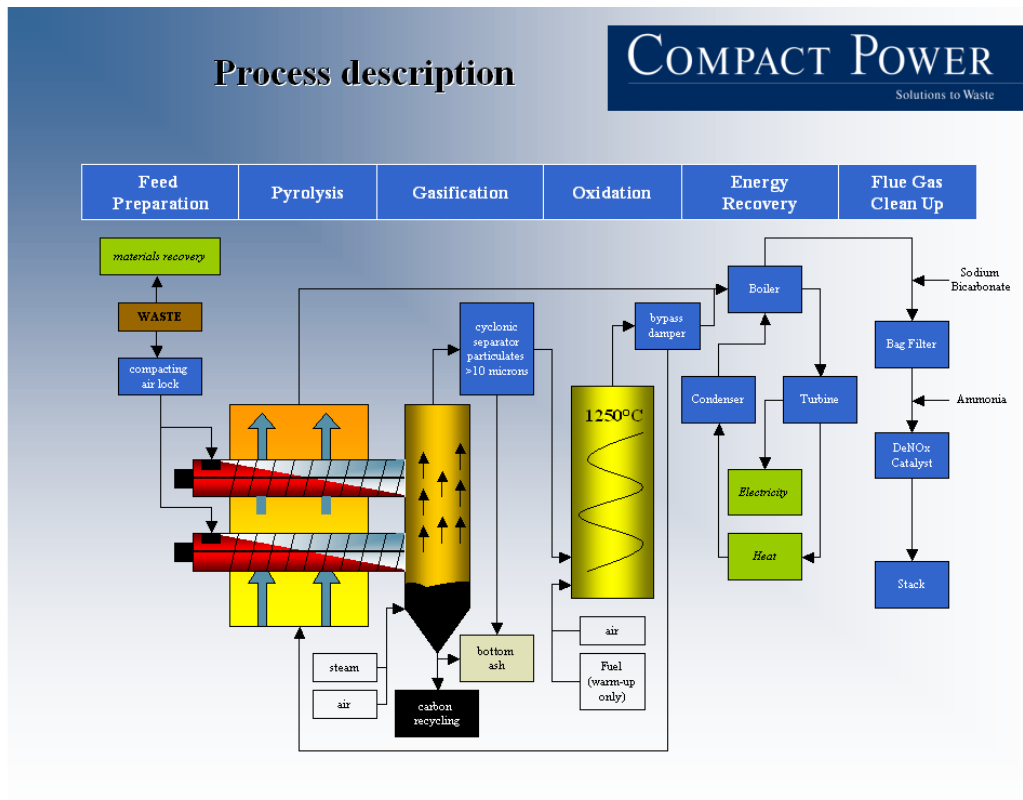 Process description
COMPACT POWER
Solutions to Waste
Feed
Preparation
Pyrolysis
Gasification
Oxidation
Energy
Recovery
Flue Gas
Clean Up
materials recovery
WASTE
compacting
air lock
cyclonic
separator
particulates
>10 microns
bypass
damper
Boiler
Sodium
Bicarbonate
Bag Filter
Condenser
Turbine
Ammonia
1250°C
DeNOx
Catalyst
Electricity
Heat
Stack
steam
air
bottom
ash
carbon
recycling
air
Fuel
(warm-up
only)